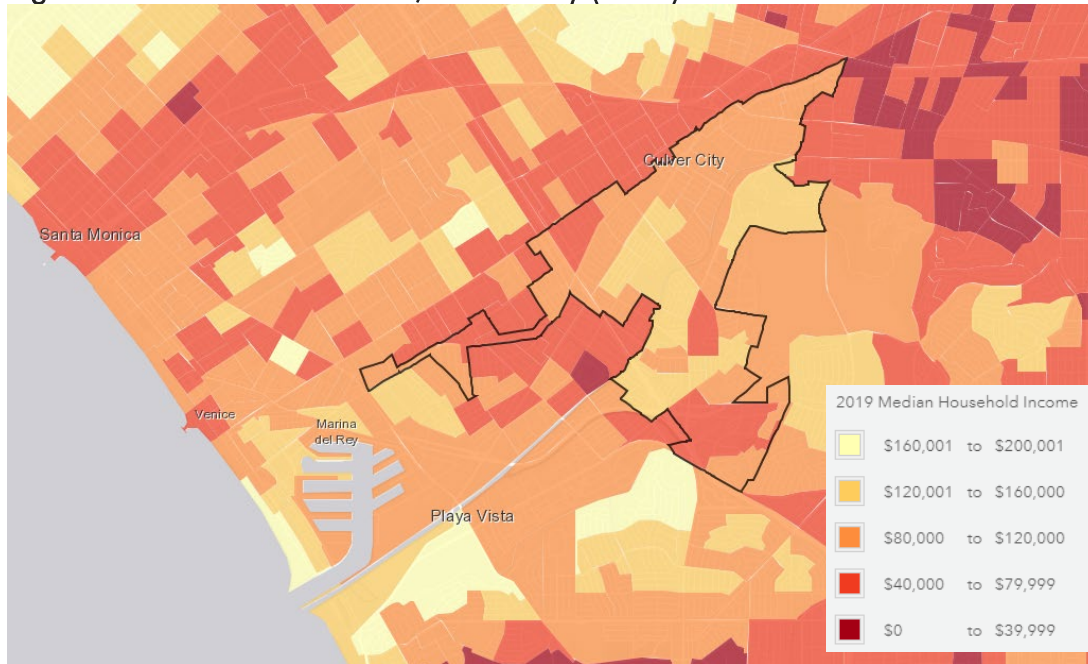 Culver City
Santa Monica
Venice
Marina
del Rey
Playa Vista
2019 Median Household Income
$160,001 to $200,001
$120,001 to $160,000
$80,000 to $120,000
$40,000 to $79,999
$0 to $39,999